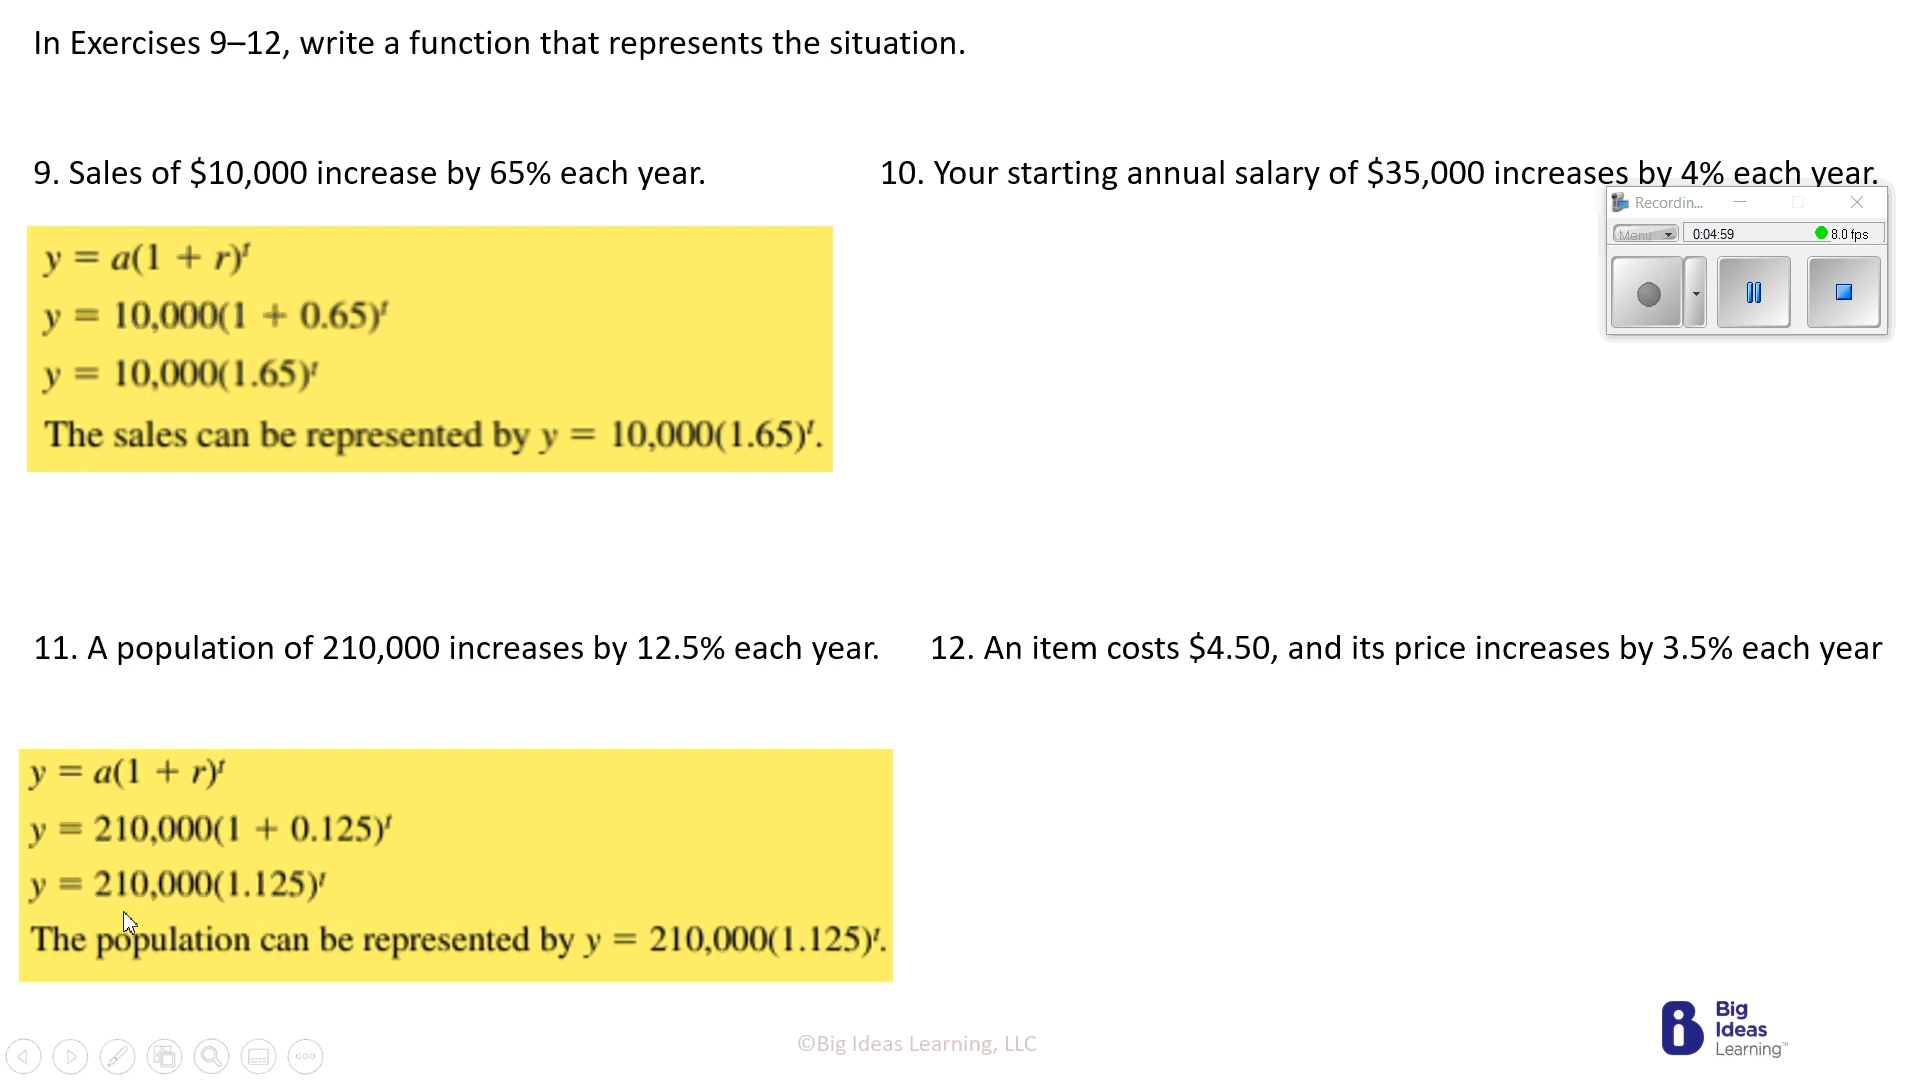 In Exercises 9–12, write a function that represents the situation.
9. Sales of $10,000 increase by 65% each year.
10. Your starting annual salary of $35,000 increases by 4% each year.
Recordin...
Menu
0:04:59
8.0 fps
y = a(1 + r)^t
y = 10,000(1 + 0.65)^t
y = 10,000(1.65)^t
The sales can be represented by y = 10,000(1.65)^t.
11. A population of 210,000 increases by 12.5% each year.
12. An item costs $4.50, and its price increases by 3.5% each year
y = a(1 + r)^t
y = 210,000(1 + 0.125)^t
y = 210,000(1.125)^t
The population can be represented by y = 210,000(1.125)^t.
©Big Ideas Learning, LLC
Big
Ideas
Learning™